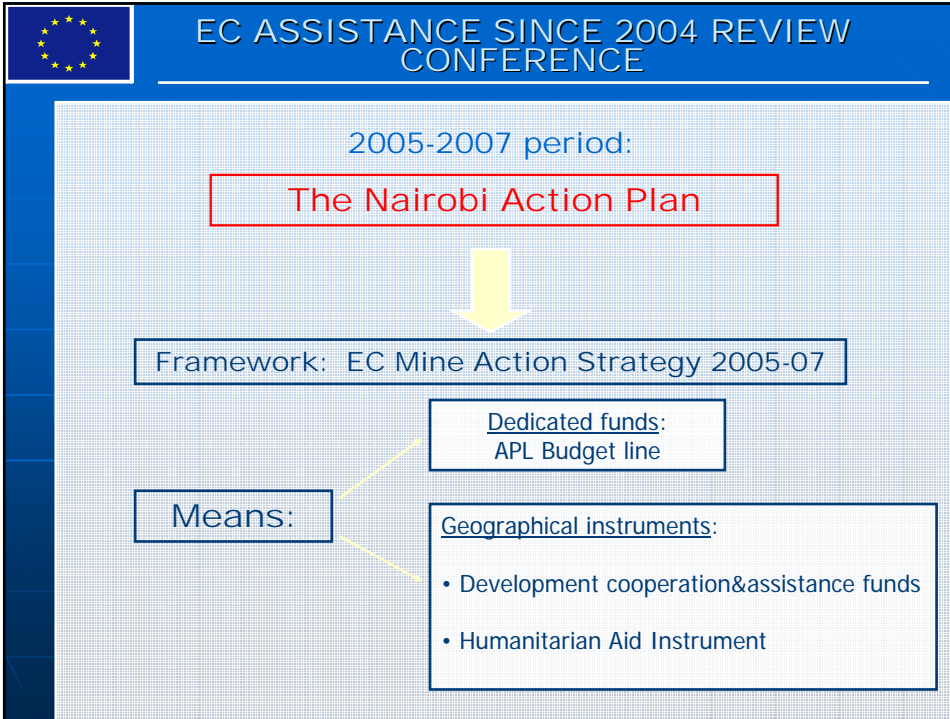 EC ASSISTANCE SINCE 2004 REVIEW
CONFERENCE
2005-2007 period:
The Nairobi Action Plan
Framework: EC Mine Action Strategy 2005-07
Dedicated funds:
APL Budget line
Means:
Geographical instruments:
• Development cooperation&assistance funds
• Humanitarian Aid Instrument